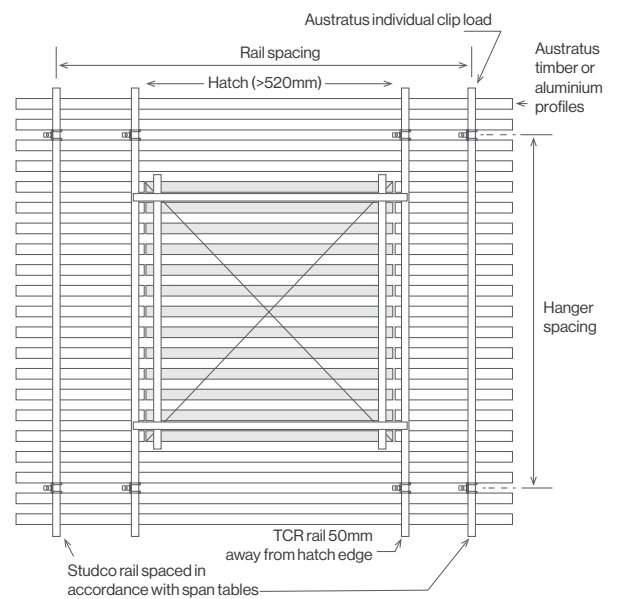 Austratus individual clip load
Rail spacing
Hatch (>520mm)
Austratus
timber or
aluminium
profiles
Hanger
spacing
TCR rail 50mm
away from hatch edge
Studco rail spaced in
accordance with span tables